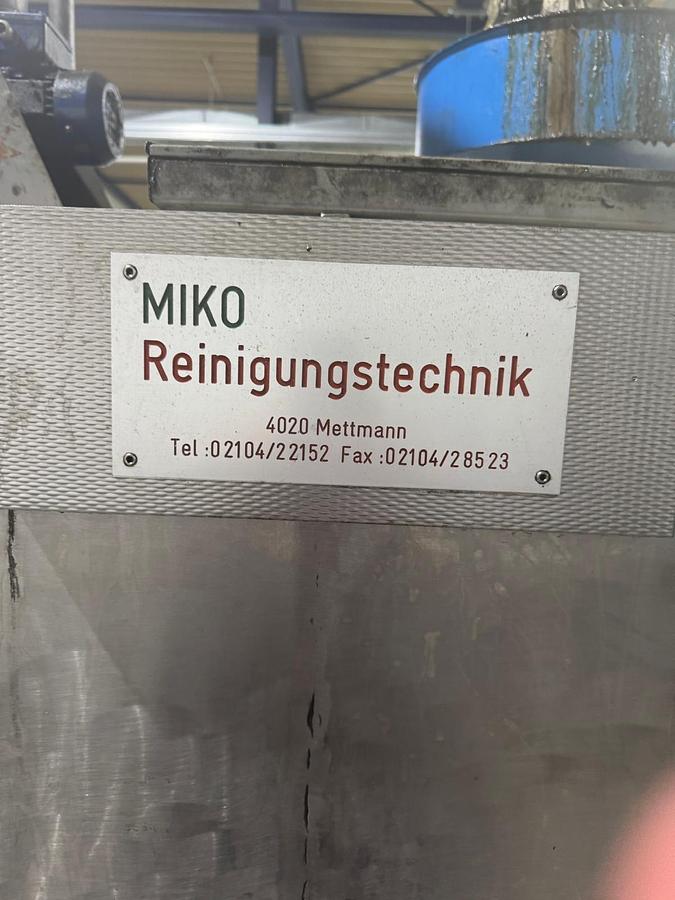 MIKO
Reinigungstechnik
4020 Mettmann
Tel :02104/22152 Fax :02104/28523